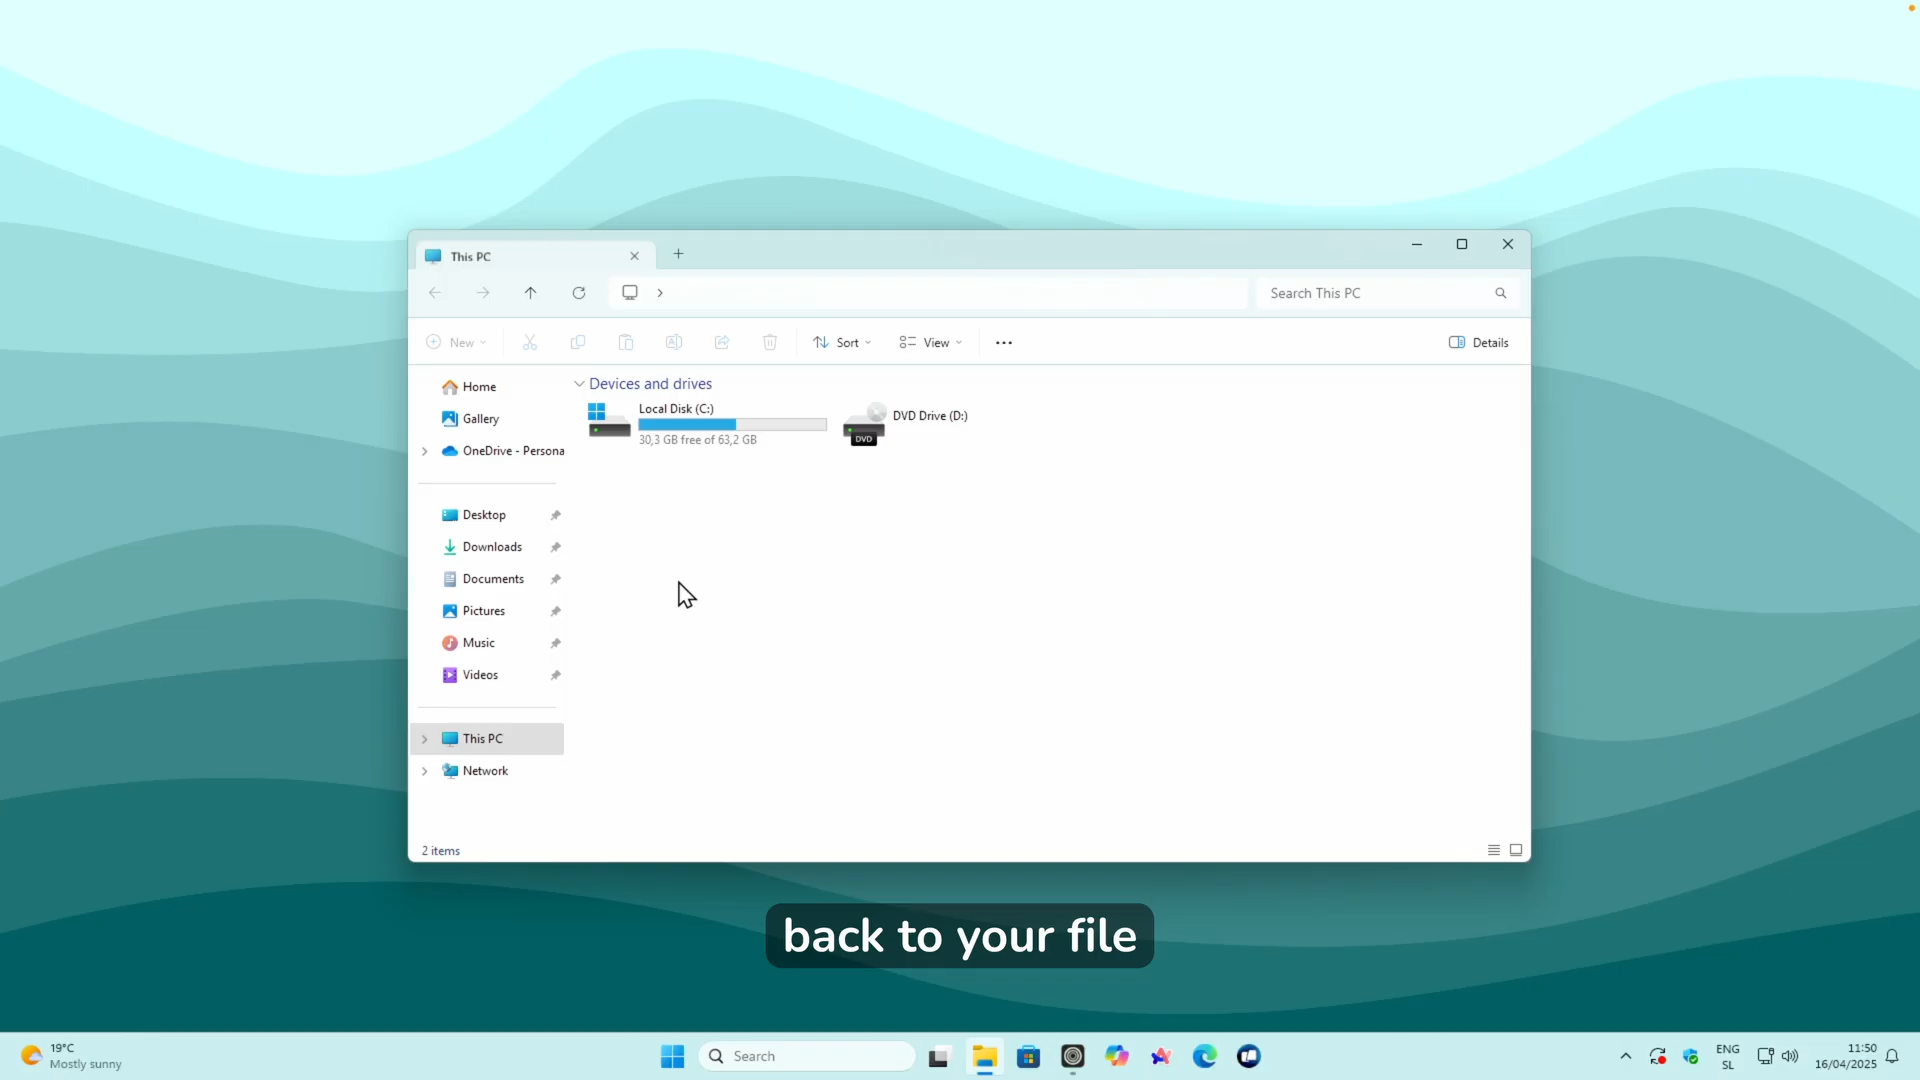 This PC
Search This PC
New
Sort
View
Details
Home
Gallery
OneDrive - Persona
Desktop
Downloads
Documents
Pictures
Music
Videos
This PC
Network
Devices and drives
Local Disk (C:)
30,3 GB free of 63,2 GB
DVD
DVD Drive (D:)
2 items
back to your file
19°C
Mostly sunny
Search
ENG
SL
11:50
16/04/2025